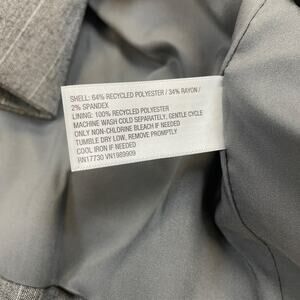 SHELL: 64% RECYCLED POLYESTER / 34% RAYON /
2% SPANDEX
LINING: 100% RECYCLED POLYESTER
MACHINE WASH COLD SEPARATELY, GENTLE CYCLE
ONLY NON-CHLORINE BLEACH IF NEEDED
TUMBLE DRY LOW, REMOVE PROMPTLY
COOL IRON IF NEEDED
RN17730 VN1989909